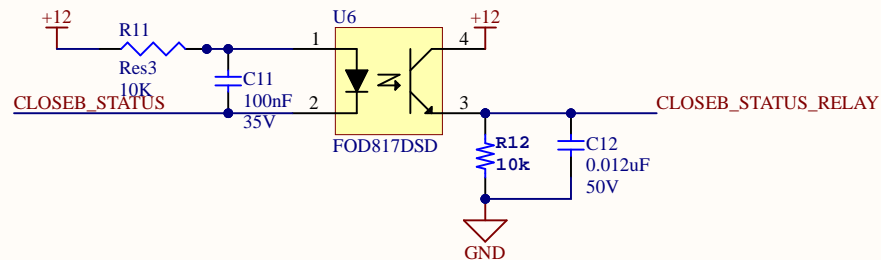 +12
U6
+12
R11
1
4
Res3
10K
C11
100nF
35V
CLOSEB_STATUS
2
3
CLOSEB_STATUS_RELAY
FOD817DSD
R12
10k
C12
0.012uF
50V
GND